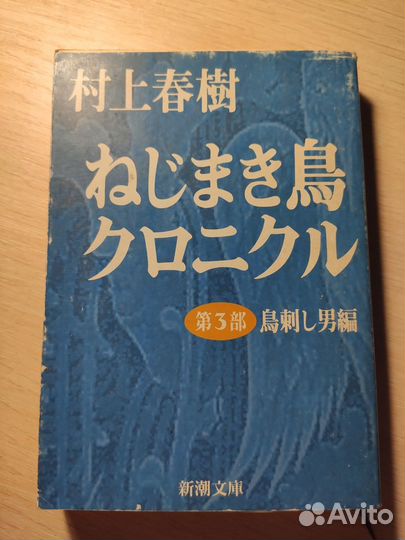 村上春樹
ねじまき鳥
クロニクル
第3部 鳥刺し男編
新潮文庫
Avito